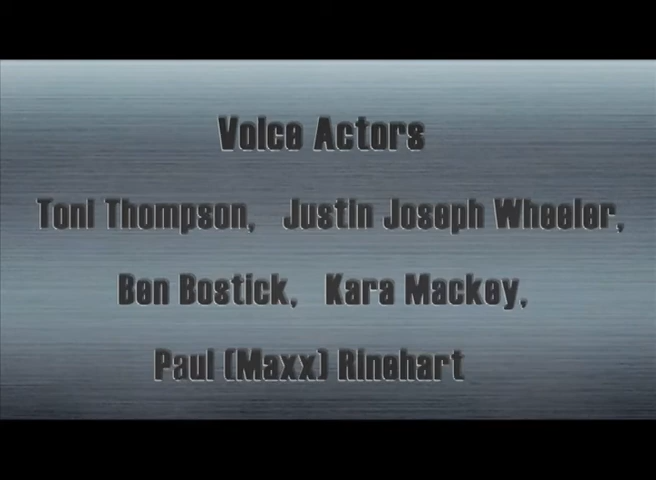 Voice Actors
Toni Thompson, Justin Joseph Wheeler,
Ben Bostick, Kara Mackey,
Paul (Maxx) Rinehart